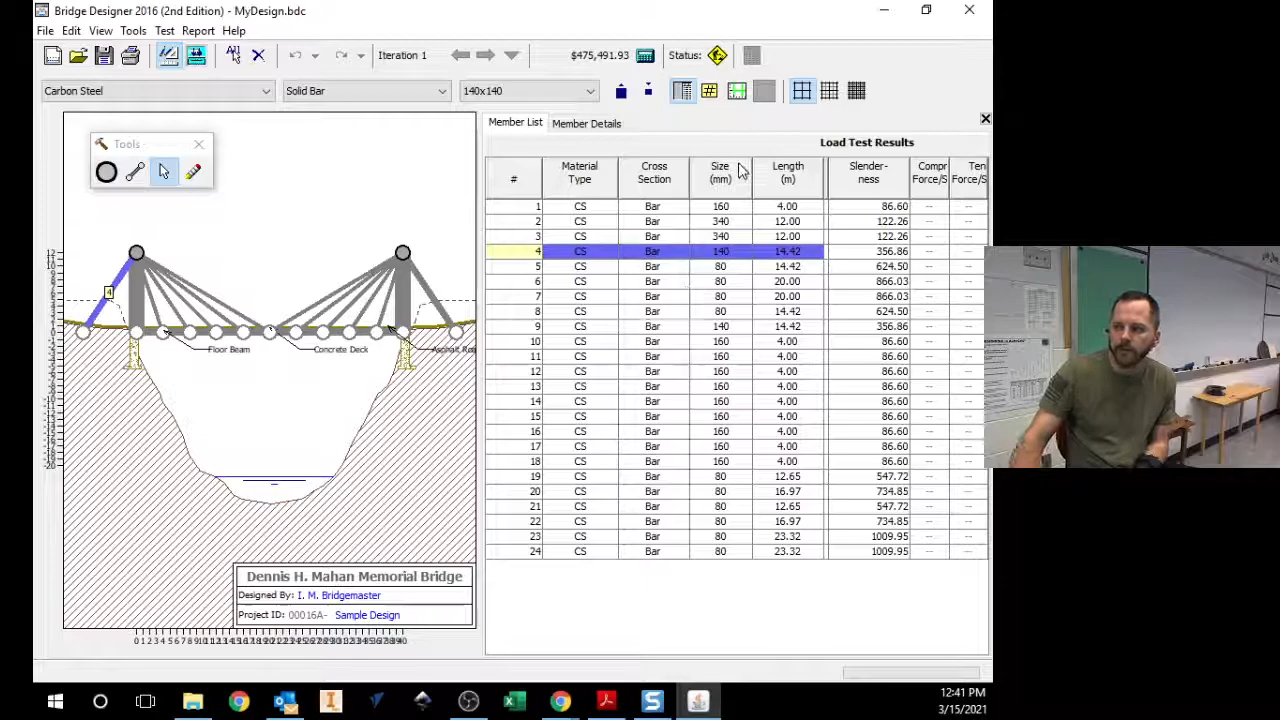 Bridge Designer 2016 (2nd Edition) - MyDesign.bdc
File Edit View Tools Test Report Help
Iteration 1 $475,491.93 Status:
Carbon Steel Solid Bar 140x140
Tools
Member List Member Details
Load Test Results
# Material Type Cross Section Size (mm) Length (m) Slender-ness Compr Force/S Ten Force/S
1 CS Bar 160 4.00 86.60 -- --
2 CS Bar 340 12.00 122.26 -- --
3 CS Bar 340 12.00 122.26 -- --
4 CS Bar 140 14.42 356.86 -- --
5 CS Bar 80 14.42 624.50 -- --
6 CS Bar 80 20.00 866.03 -- --
7 CS Bar 80 20.00 866.03 -- --
8 CS Bar 80 14.42 624.50 -- --
9 CS Bar 140 14.42 356.86 -- --
10 CS Bar 160 4.00 86.60 -- --
11 CS Bar 160 4.00 86.60 -- --
12 CS Bar 160 4.00 86.60 -- --
13 CS Bar 160 4.00 86.60 -- --
14 CS Bar 160 4.00 86.60 -- --
15 CS Bar 160 4.00 86.60 -- --
16 CS Bar 160 4.00 86.60 -- --
17 CS Bar 160 4.00 86.60 -- --
18 CS Bar 160 4.00 86.60 -- --
19 CS Bar 80 12.65 547.72 -- --
20 CS Bar 80 16.97 734.85 -- --
21 CS Bar 80 12.65 547.72 -- --
22 CS Bar 80 16.97 734.85 -- --
23 CS Bar 80 23.32 1009.95 -- --
24 CS Bar 80 23.32 1009.95 -- --
4
Floor Beam Concrete Deck Asphalt Roa
Dennis H. Mahan Memorial Bridge
Designed By: I. M. Bridgemaster
Project ID: 00016A- Sample Design
12:41 PM
3/15/2021